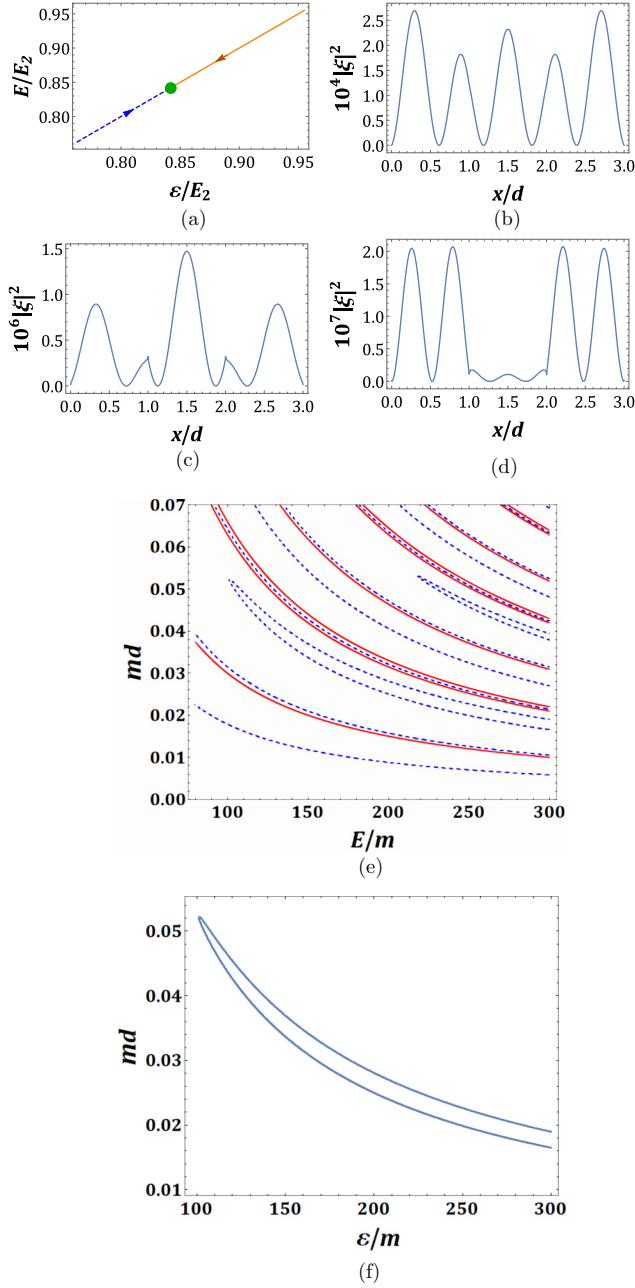 0.95
0.90
0.85
0.80
E/E₂
0.80 0.85 0.90 0.95
ε/E₂
(a)
2.5
2.0
1.5
1.0
0.5
0.0
10⁴|ξ|²
0.0 0.5 1.0 1.5 2.0 2.5 3.0
x/d
(b)
1.5
1.0
0.5
0.0
10⁶|ξ|²
0.0 0.5 1.0 1.5 2.0 2.5 3.0
x/d
(c)
2.0
1.5
1.0
0.5
0.0
10⁷|ξ|²
0.0 0.5 1.0 1.5 2.0 2.5 3.0
x/d
(d)
0.07
0.06
0.05
0.04
0.03
0.02
0.01
0.00
md
100 150 200 250 300
E/m
(e)
0.05
0.04
0.03
0.02
0.01
md
100 150 200 250 300
ε/m
(f)